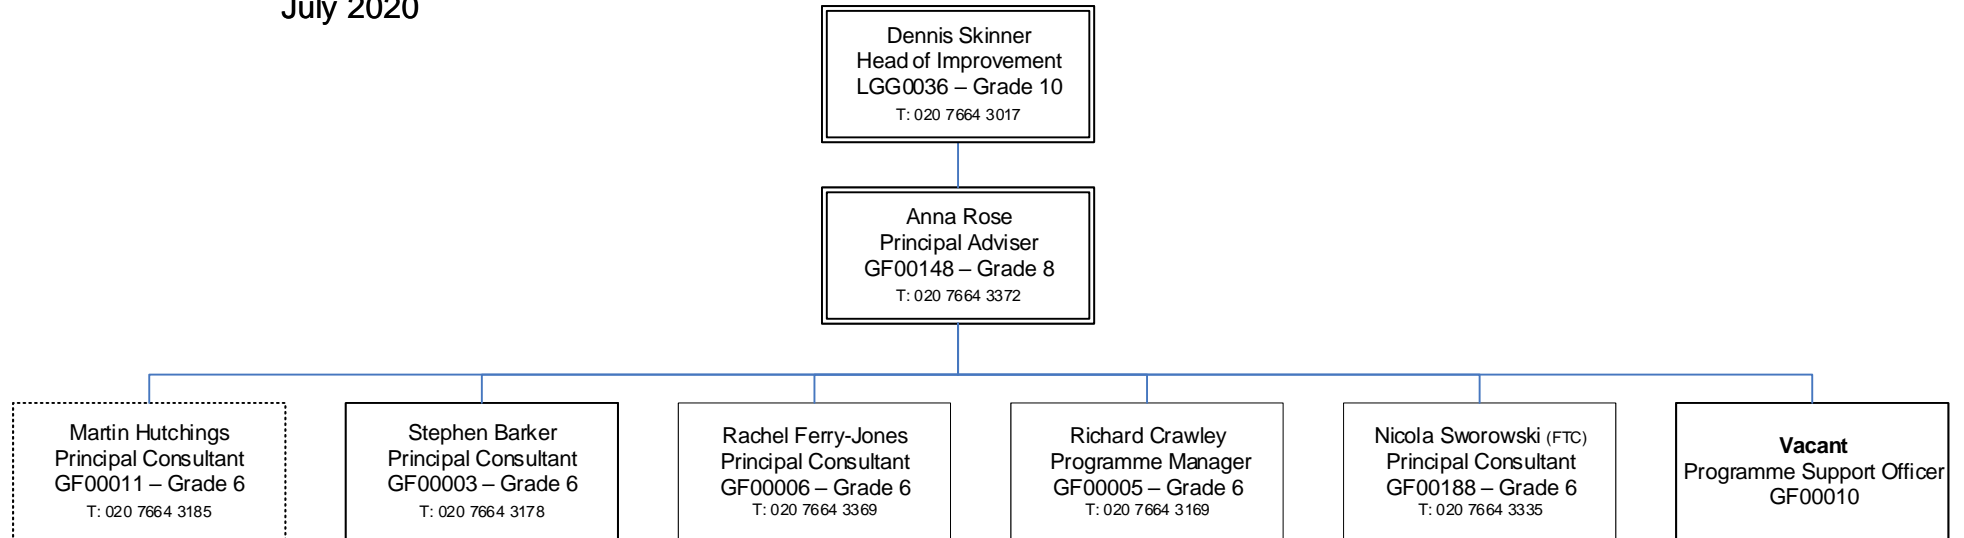 July 2020
Dennis Skinner
Head of Improvement
LGG0036 – Grade 10
T: 020 7664 3017
Anna Rose
Principal Adviser
GF00148 – Grade 8
T: 020 7664 3372
Martin Hutchings
Principal Consultant
GF00011 – Grade 6
T: 020 7664 3185
Stephen Barker
Principal Consultant
GF00003 – Grade 6
T: 020 7664 3178
Rachel Ferry-Jones
Principal Consultant
GF00006 – Grade 6
T: 020 7664 3369
Richard Crawley
Programme Manager
GF00005 – Grade 6
T: 020 7664 3169
Nicola Sworowski (FTC)
Principal Consultant
GF00188 – Grade 6
T: 020 7664 3335
Vacant
Programme Support Officer
GF00010